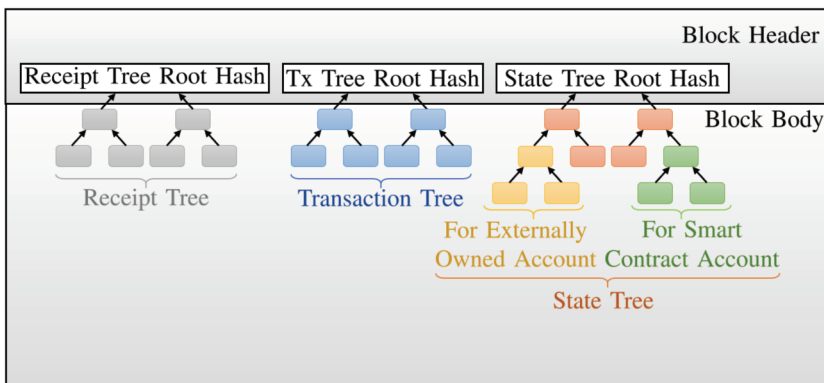 Block Header
Receipt Tree Root Hash
Tx Tree Root Hash
State Tree Root Hash
Block Body
Receipt Tree
Transaction Tree
For Externally
Owned Account
For Smart
Contract Account
State Tree